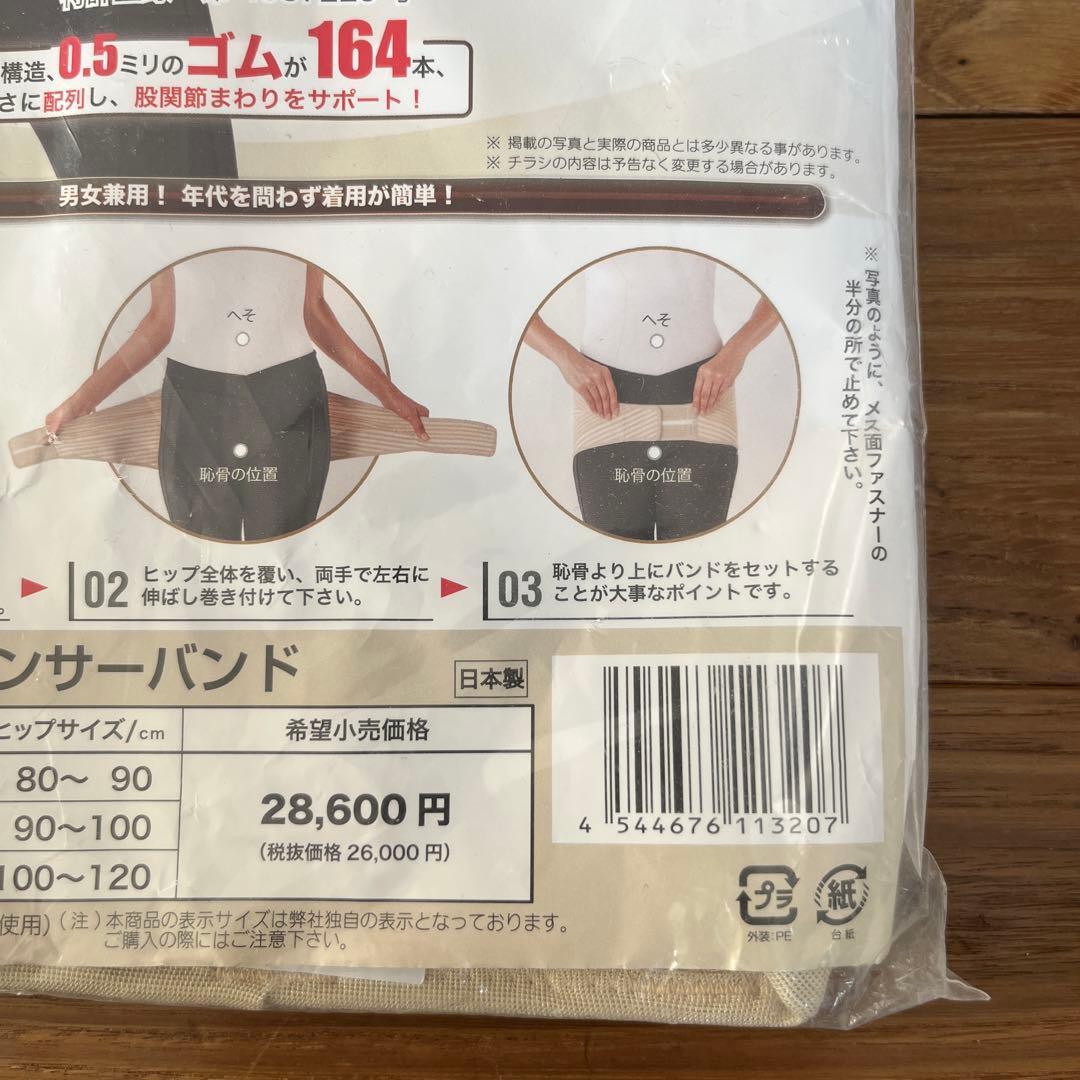 構造、0.5ミリのゴムが164本、
さに配列し、股関節まわりをサポート！
※ 掲載の写真と実際の商品とは多少異なる事があります。
※ チラシの内容は予告なく変更する場合があります。
男女兼用！ 年代を問わず着用が簡単！
※ 写真のように、メス面ファスナーの
半分の所で止めて下さい。
へそ
恥骨の位置
へそ
恥骨の位置
02 ヒップ全体を覆い、両手で左右に
伸ばし巻き付けて下さい。
03 恥骨より上にバンドをセットする
ことが大事なポイントです。
ンサーバンド
日本製
ヒップサイズ/cm
希望小売価格
80〜 90
90〜100
100〜120
28,600円
（税抜価格 26,000円）
4 544676 113207
プラ
外装：PE
紙
台紙
使用）（注）本商品の表示サイズは弊社独自の表示となっております。
ご購入の際にはご注意下さい。